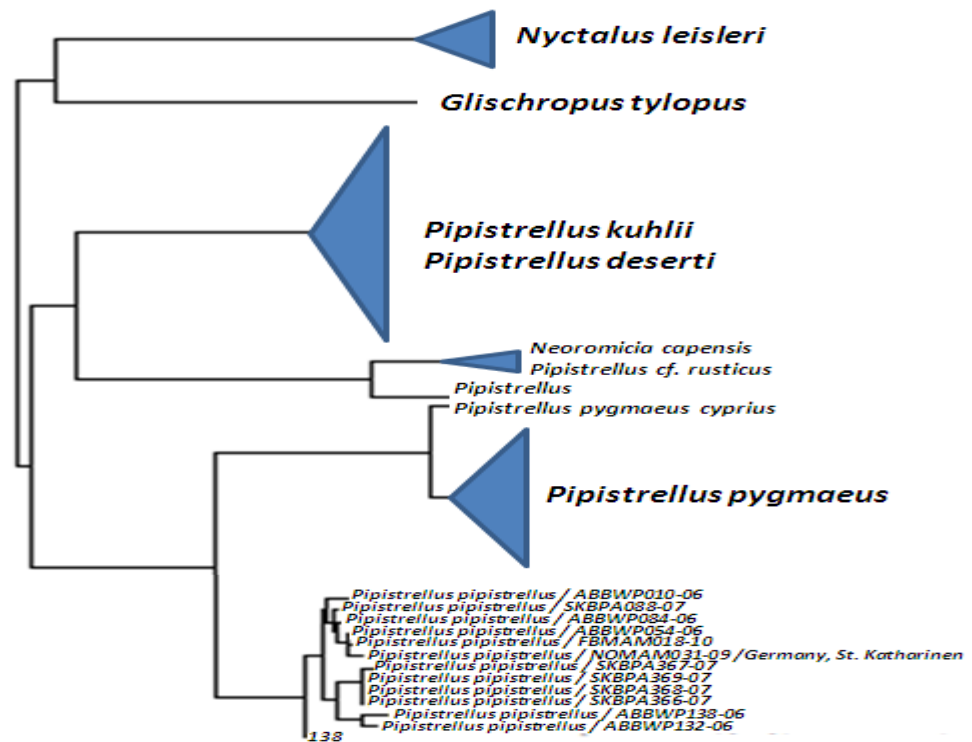 Nyctalus leisleri
Glischropus tylopus
Pipistrellus kuhlii
Pipistrellus deserti
Neoromicia capensis
Pipistrellus cf. rusticus
Pipistrellus
Pipistrellus pygmaeus cyprius
Pipistrellus pygmaeus
Pipistrellus pipistrellus / ABBWP010-06
Pipistrellus pipistrellus / SKBPA088-07
Pipistrellus pipistrellus / ABBWP084-06
Pipistrellus pipistrellus / ABBWP054-06
Pipistrellus pipistrellus / FBMAM018-10
Pipistrellus pipistrellus / NOMAM031-09 /Germany, St. Katharinen
Pipistrellus pipistrellus / SKBPA367-07
Pipistrellus pipistrellus / SKBPA369-07
Pipistrellus pipistrellus / SKBPA368-07
Pipistrellus pipistrellus / SKBPA366-07
Pipistrellus pipistrellus / ABBWP138-06
Pipistrellus pipistrellus / ABBWP132-06
138